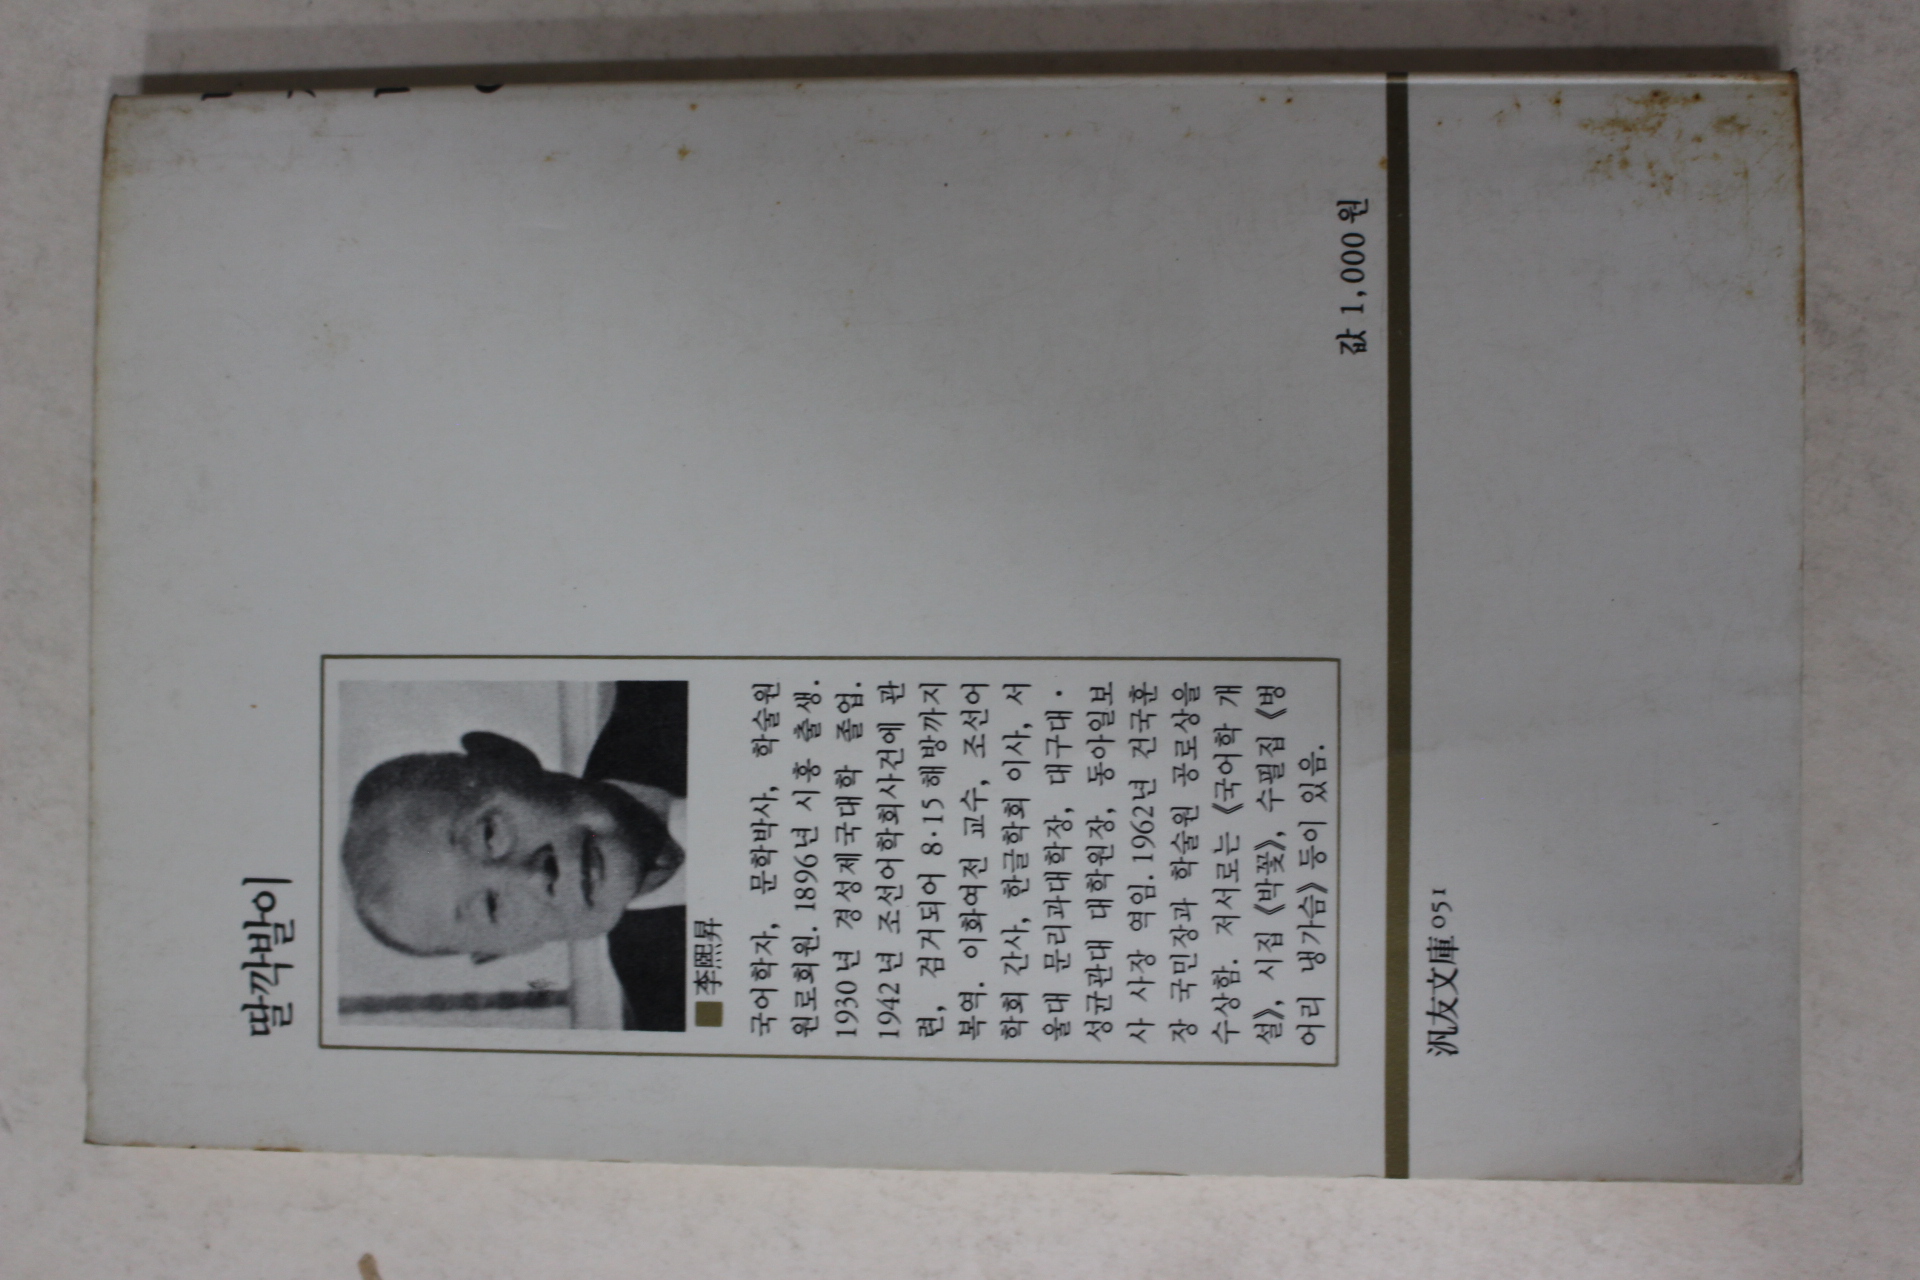 딸깍발이
李熙昇
국어학자, 문학박사, 학술원
원로회원. 1896년 시흥 출생.
1930년 경성제국대학 졸업.
1942년 조선어학회사건에 관
련, 검거되어 8·15 해방까지
복역. 이화여전 교수, 조선어
학회 간사, 한글학회 이사, 서
울대 문리과대학장, 대구대·
성균관대 대학원장, 동아일보
사 사장 역임. 1962년 건국훈
장 국민장과 학술원 공로상을
수상함. 저서로는 《국어학 개
설》, 시집 《박꽃》, 수필집 《벙
어리 냉가슴》 등이 있음.
값 1,000원
汎友文庫 051